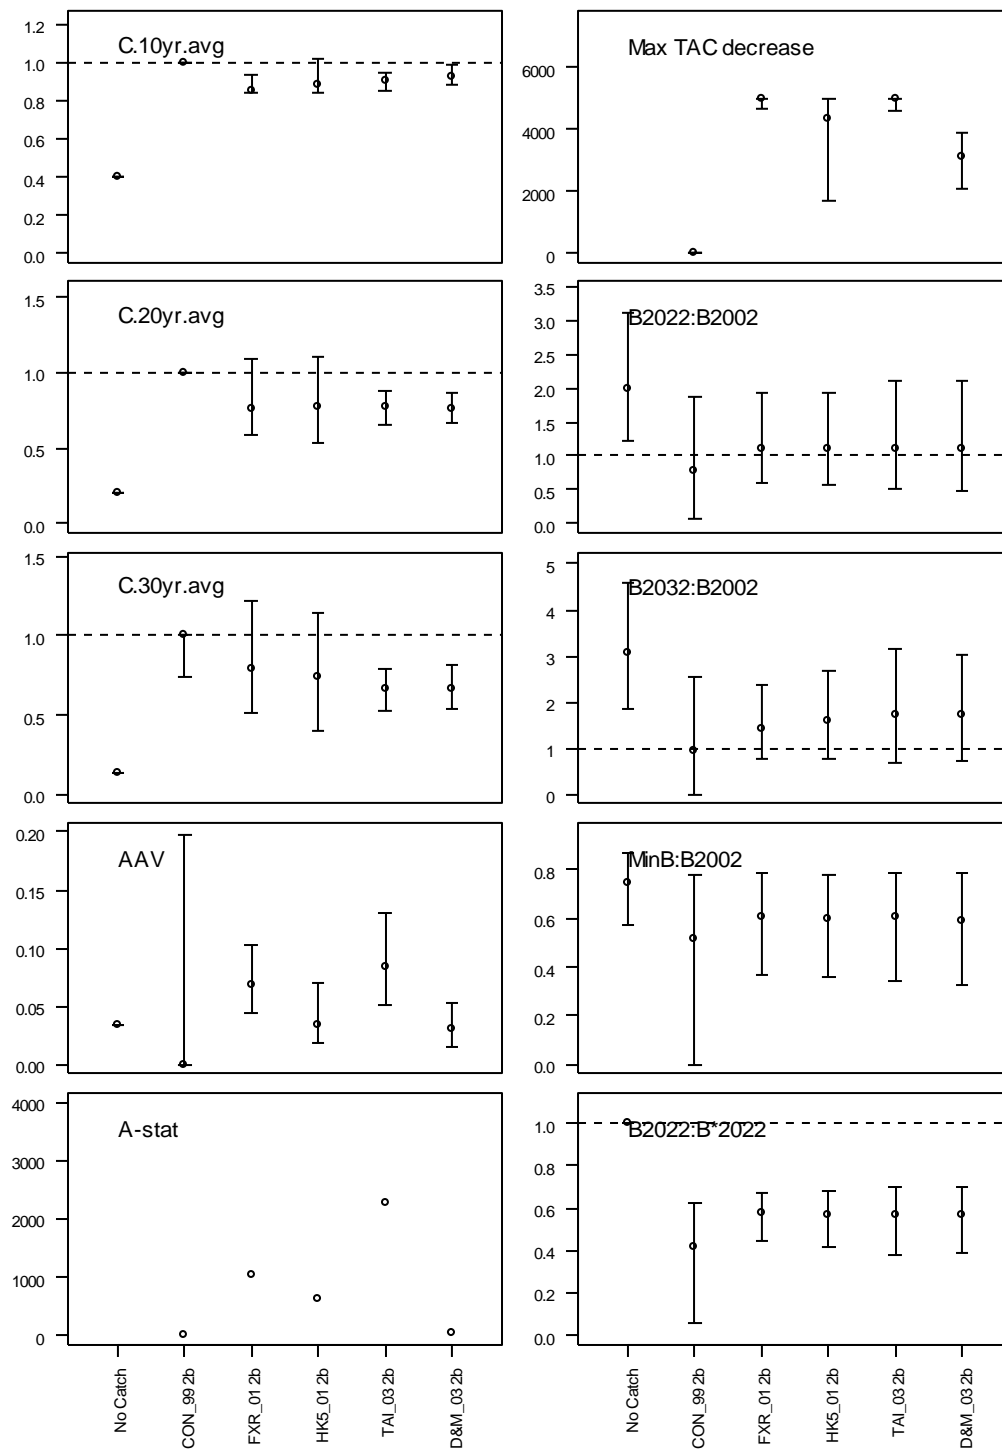 C.10yr.avg
1.2
1.0
0.8
0.6
0.4
0.2
0.0
Max TAC decrease
6000
4000
2000
0
C.20yr.avg
1.5
1.0
0.5
0.0
B2022:B2002
3.5
3.0
2.5
2.0
1.5
1.0
0.5
0.0
C.30yr.avg
1.5
1.0
0.5
0.0
B2032:B2002
5
4
3
2
1
0
AAV
0.20
0.15
0.10
0.05
0.00
MinB:B2002
0.8
0.6
0.4
0.2
0.0
A-stat
4000
3000
2000
1000
0
B2022:B*2022
1.0
0.8
0.6
0.4
0.2
0.0
No Catch
CON_99 2b
FXR_01 2b
HK5_01 2b
TAI_03 2b
D&M_03 2b
No Catch
CON_99 2b
FXR_01 2b
HK5_01 2b
TAI_03 2b
D&M_03 2b